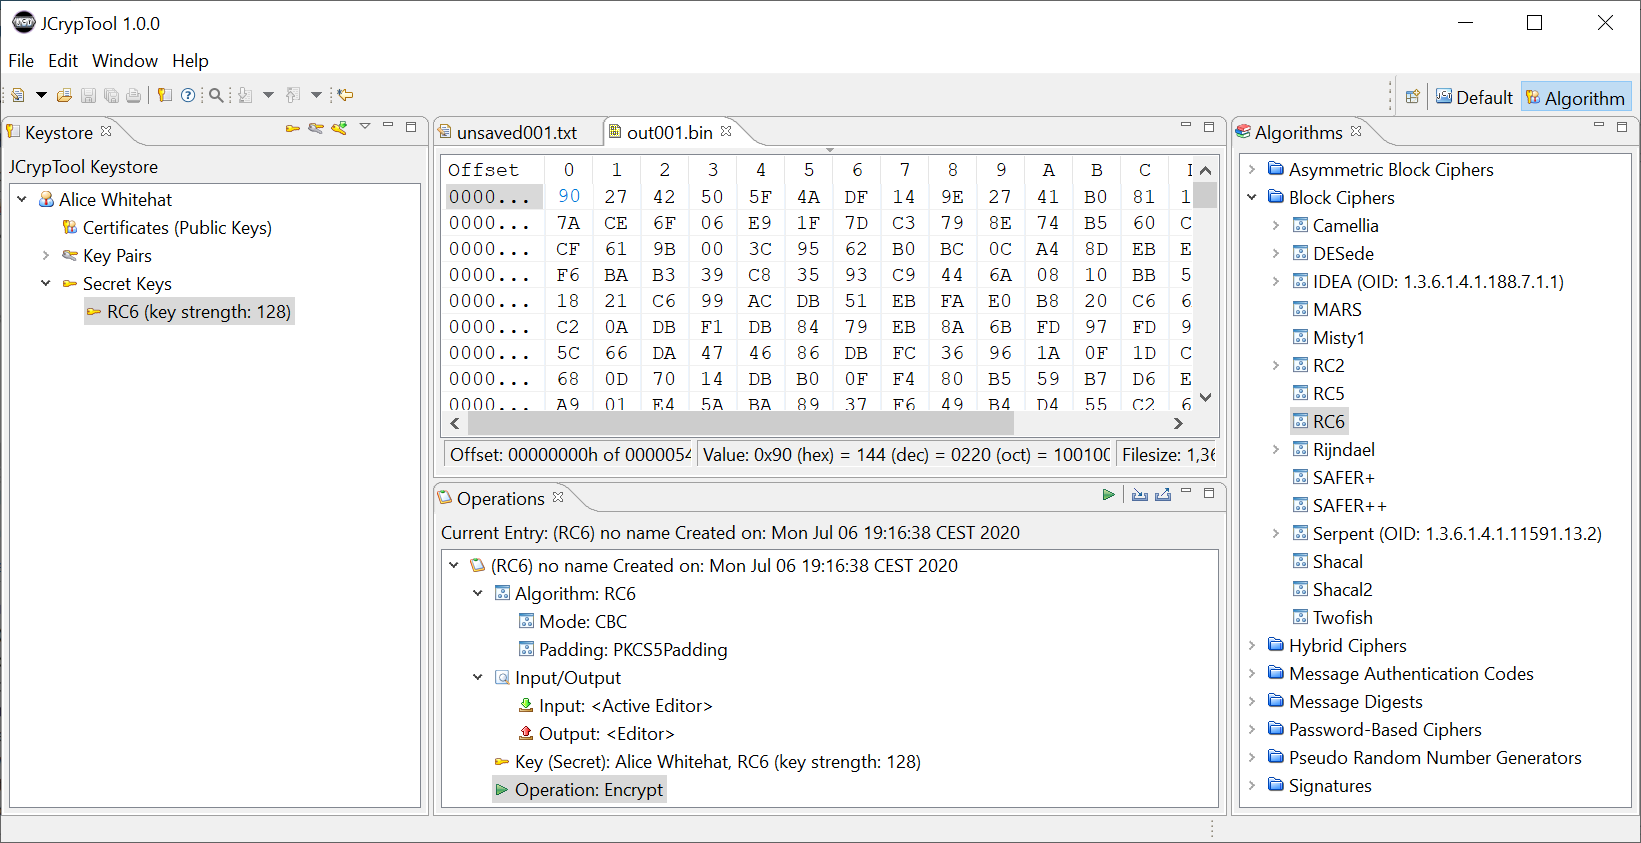 JCrypTool 1.0.0
File Edit Window Help
Default Algorithm
Keystore
JCrypTool Keystore
Alice Whitehat
Certificates (Public Keys)
Key Pairs
Secret Keys
RC6 (key strength: 128)
unsaved001.txt out001.bin
Offset 0 1 2 3 4 5 6 7 8 9 A B C
0000... 90 27 42 50 5F 4A DF 14 9E 27 41 B0 81 1
0000... 7A CE 6F 06 E9 1F 7D C3 79 8E 74 B5 60 C
0000... CF 61 9B 00 3C 95 62 B0 BC 0C A4 8D EB E
0000... F6 BA B3 39 C8 35 93 C9 44 6A 08 10 BB 5
0000... 18 21 C6 99 AC DB 51 EB FA E0 B8 20 C6 6
0000... C2 0A DB F1 DB 84 79 EB 8A 6B FD 97 FD 9
0000... 5C 66 DA 47 46 86 DB FC 36 96 1A 0F 1D C
0000... 68 0D 70 14 DB B0 0F F4 80 B5 59 B7 D6 E
0000... A9 01 E4 5A BA 89 37 F6 49 B4 D4 55 C2 6
Offset: 00000000h of 0000054 Value: 0x90 (hex) = 144 (dec) = 0220 (oct) = 100100 Filesize: 1,36
Operations
Current Entry: (RC6) no name Created on: Mon Jul 06 19:16:38 CEST 2020
(RC6) no name Created on: Mon Jul 06 19:16:38 CEST 2020
Algorithm: RC6
Mode: CBC
Padding: PKCS5Padding
Input/Output
Input: <Active Editor>
Output: <Editor>
Key (Secret): Alice Whitehat, RC6 (key strength: 128)
Operation: Encrypt
Algorithms
Asymmetric Block Ciphers
Block Ciphers
Camellia
DESede
IDEA (OID: 1.3.6.1.4.1.188.7.1.1)
MARS
Misty1
RC2
RC5
RC6
Rijndael
SAFER+
SAFER++
Serpent (OID: 1.3.6.1.4.1.11591.13.2)
Shacal
Shacal2
Twofish
Hybrid Ciphers
Message Authentication Codes
Message Digests
Password-Based Ciphers
Pseudo Random Number Generators
Signatures